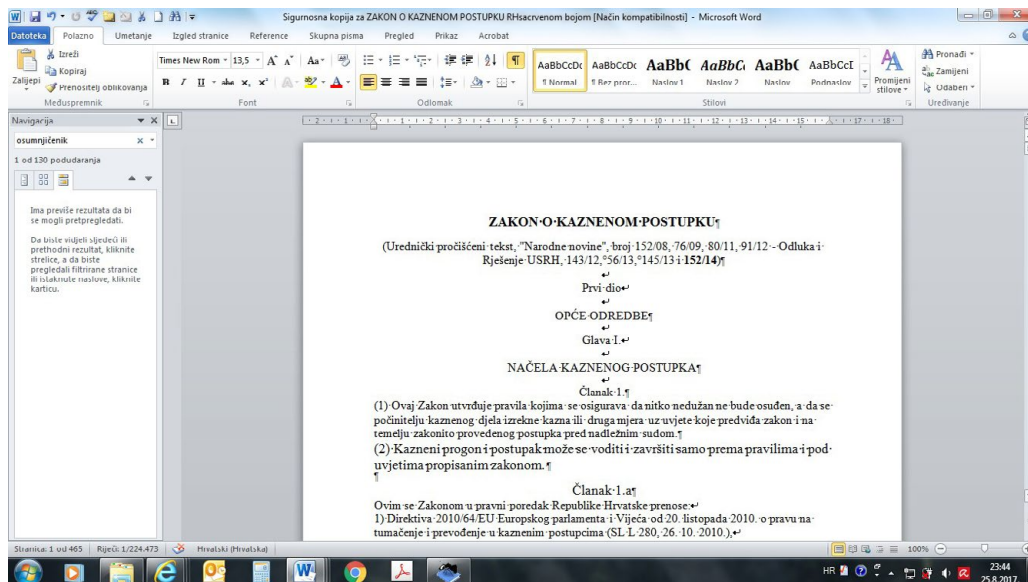 Sigurnosna kopija za ZAKON O KAZNENOM POSTUPKU RHsacrvenom bojom [Način kompatibilnosti] - Microsoft Word
Datoteka Polazno Umetanje Izgled stranice Reference Skupna pisma Pregled Prikaz Acrobat
Zalijepi
Izreži
Kopiraj
Prenositelj oblikovanja
Međuspremnik
Times New Rom 13,5
Font
Odlomak
AaBbCcDc AaBbCcDc AaBbC AaBbCc AaBbC AaBbCcI
¶ Normal ¶ Bez pror... Naslov 1 Naslov 2 Naslov Podnaslov
Promijeni stilove
Stilovi
Pronađi
Zamijeni
Odaberi
Uređivanje
Navigacija
osumnjičenik
1 od 130 podudaranja
Ima previše rezultata da bi
se mogli pretpregledati.
Da biste vidjeli sljedeći ili
prethodni rezultat, kliknite
strelice, a da biste
pregledali filtrirane stranice
ili istaknute naslove, kliknite
karticu.
ZAKON O KAZNENOM POSTUPKU¶
(Urednički pročišćeni tekst, "Narodne novine", broj 152/08, 76/09, 80/11, 91/12 - Odluka i
Rješenje USRH, 143/12,°56/13,°145/13 i 152/14)¶
Prvi dio
OPĆE ODREDBE¶
Glava I.
NAČELA KAZNENOG POSTUPKA¶
Članak 1.¶
(1) Ovaj Zakon utvrđuje pravila kojima se osigurava da nitko nedužan ne bude osuđen, a da se
počinitelju kaznenog djela izrekne kazna ili druga mjera uz uvjete koje predviđa zakon i na
temelju zakonito provedenog postupka pred nadležnim sudom.¶
(2) Kazneni progon i postupak može se voditi i završiti samo prema pravilima i pod
uvjetima propisanim zakonom. ¶
¶
Članak 1.a¶
Ovim se Zakonom u pravni poredak Republike Hrvatske prenose:
1) Direktiva 2010/64/EU Europskog parlamenta i Vijeća od 20. listopada 2010. o pravu na
tumačenje i prevođenje u kaznenim postupcima (SL L 280, 26. 10. 2010.),
Stranica: 1 od 465 Riječi: 1/224.473 Hrvatski (Hrvatska) 100%
HR 23:44
25.8.2017